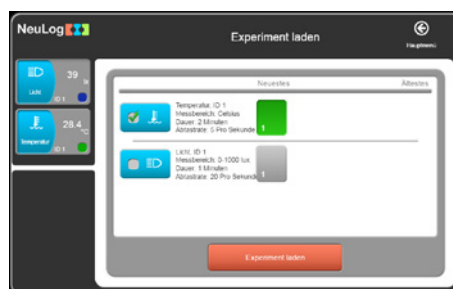 NeuLog
Experiment laden
Hauptmenü
39
lx
Licht
ID 1
28.4
°C
Temperatur
ID 1
Neuestes
Ältestes
Temperatur, ID 1
Messbereich: Celsius
Dauer: 2 Minuten
Abtastrate: 5 Pro Sekunde
1
Licht, ID 1
Messbereich: 0-1000 lux
Dauer: 1 Minuten
Abtastrate: 20 Pro Sekunde
1
Experiment laden